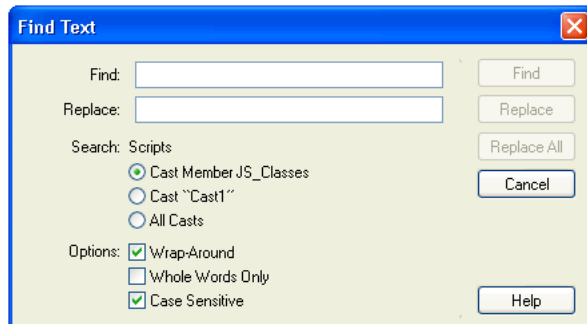 Find Text
Find:
Find
Replace:
Replace
Search: Scripts
Replace All
Cast Member JS_Classes
Cancel
Cast ``Cast1´´
All Casts
Options: Wrap-Around
Whole Words Only
Case Sensitive
Help